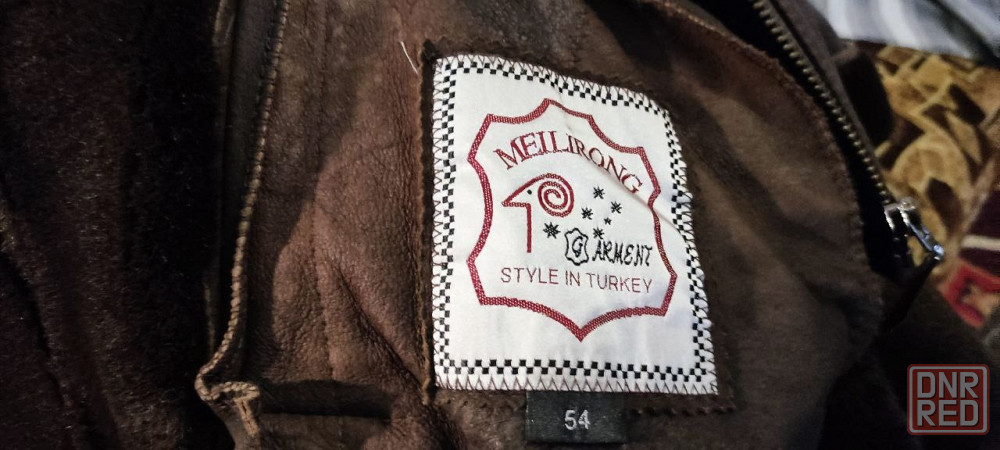 MEILIRONG
GARMENT
STYLE IN TURKEY
54
DNR
RED